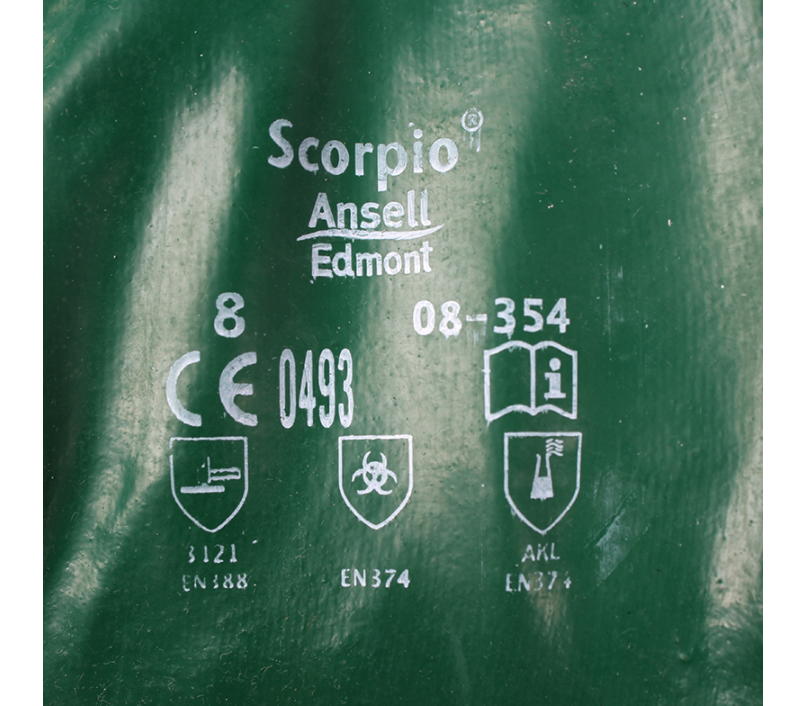 Scorpio®
Ansell
Edmont
8 08-354
CE 0493
i
3121 EN388
EN374
AKL EN374